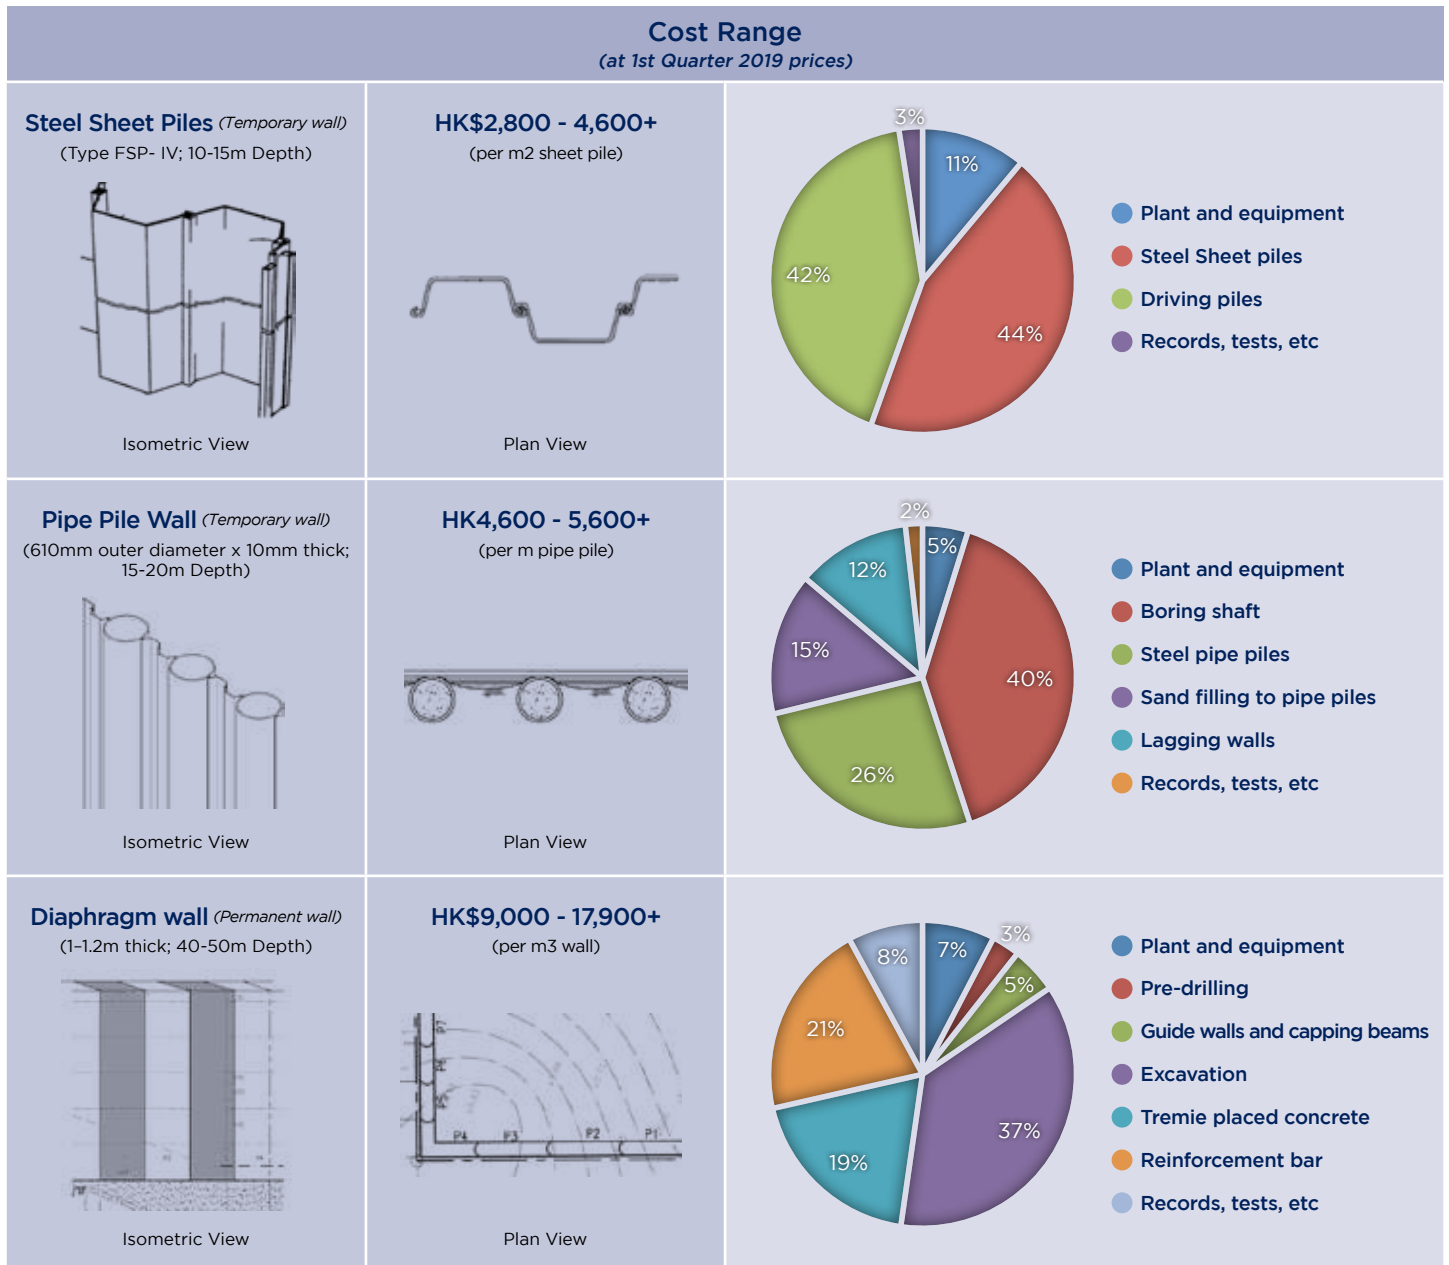 Cost Range
(at 1st Quarter 2019 prices)
Steel Sheet Piles (Temporary wall)
(Type FSP- IV; 10-15m Depth)
Isometric View
HK$2,800 - 4,600+
(per m2 sheet pile)
Plan View
3%
11%
42%
44%
Plant and equipment
Steel Sheet piles
Driving piles
Records, tests, etc
Pipe Pile Wall (Temporary wall)
(610mm outer diameter x 10mm thick;
15-20m Depth)
Isometric View
HK4,600 - 5,600+
(per m pipe pile)
Plan View
2%
5%
12%
15%
40%
26%
Plant and equipment
Boring shaft
Steel pipe piles
Sand filling to pipe piles
Lagging walls
Records, tests, etc
Diaphragm wall (Permanent wall)
(1–1.2m thick; 40-50m Depth)
Isometric View
HK$9,000 - 17,900+
(per m3 wall)
P4
P3
P2
P1
Plan View
3%
7%
8%
5%
21%
37%
19%
Plant and equipment
Pre-drilling
Guide walls and capping beams
Excavation
Tremie placed concrete
Reinforcement bar
Records, tests, etc